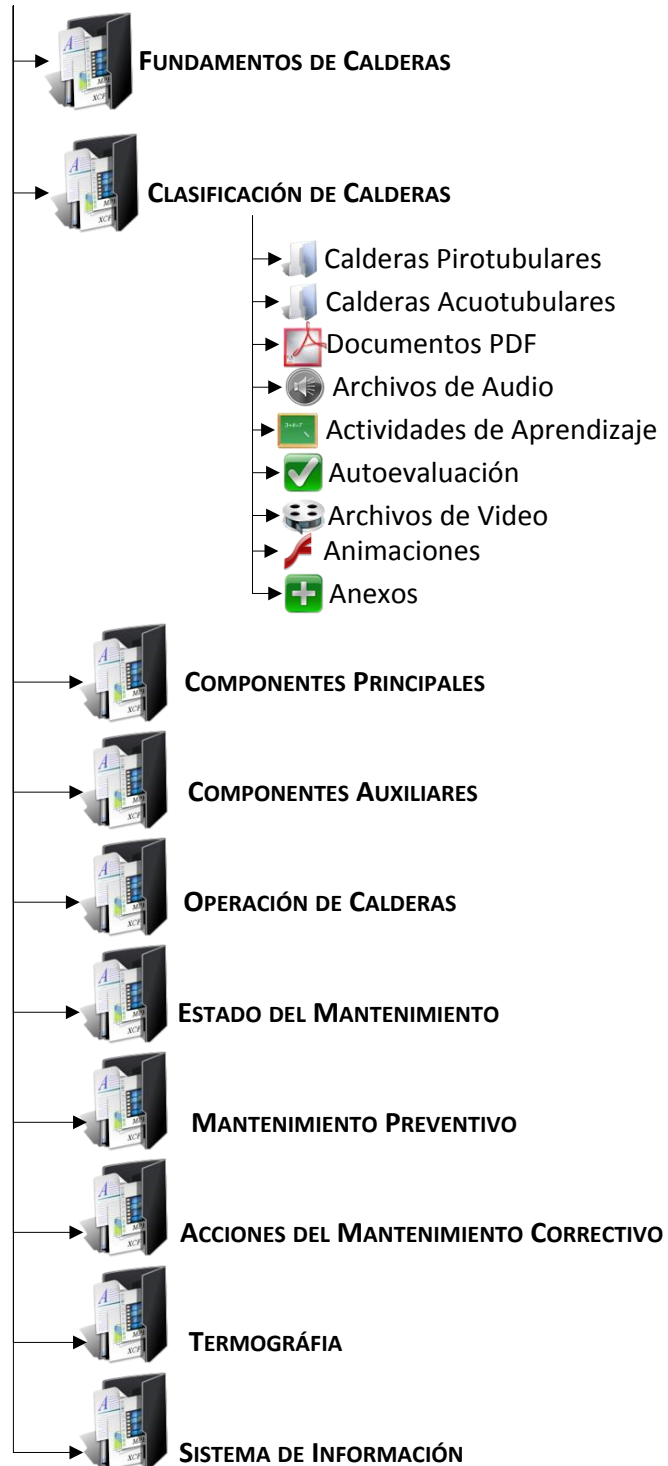 FUNDAMENTOS DE CALDERAS
CLASIFICACIÓN DE CALDERAS
Calderas Pirotubulares
Calderas Acuotubulares
Documentos PDF
Archivos de Audio
Actividades de Aprendizaje
Autoevaluación
Archivos de Video
Animaciones
Anexos
COMPONENTES PRINCIPALES
COMPONENTES AUXILIARES
OPERACIÓN DE CALDERAS
ESTADO DEL MANTENIMIENTO
MANTENIMIENTO PREVENTIVO
ACCIONES DEL MANTENIMIENTO CORRECTIVO
TERMOGRÁFIA
SISTEMA DE INFORMACIÓN